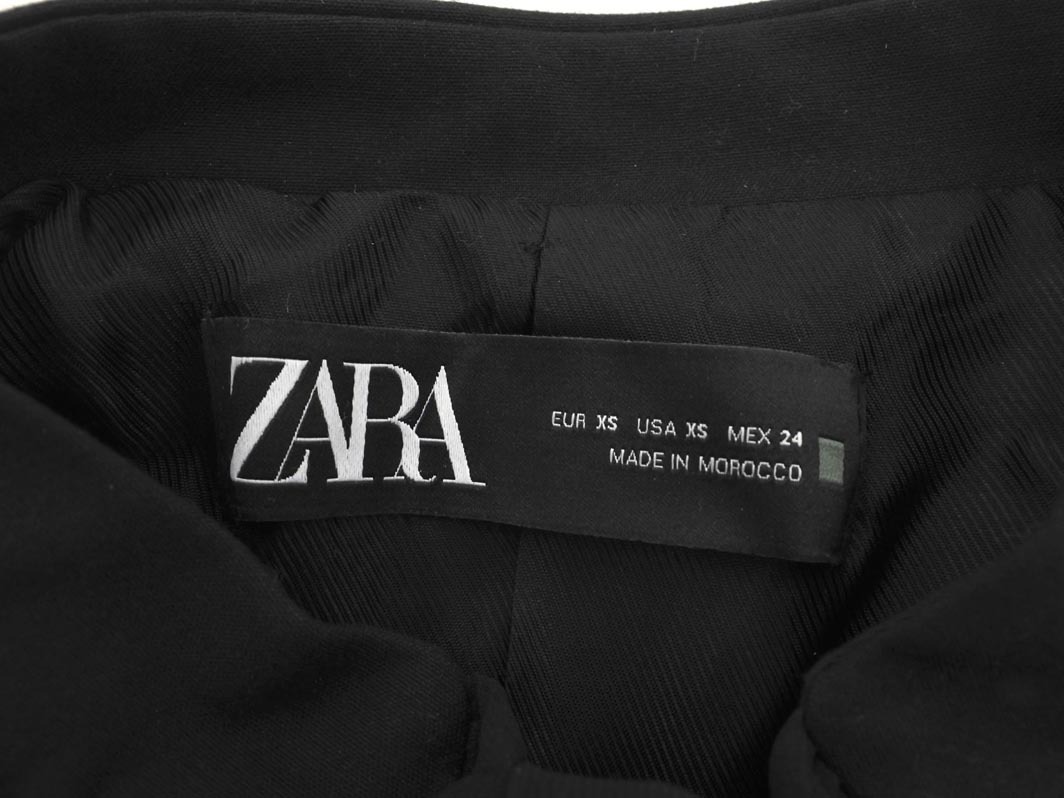 ZARA
EUR XS USA XS MEX 24
MADE IN MOROCCO